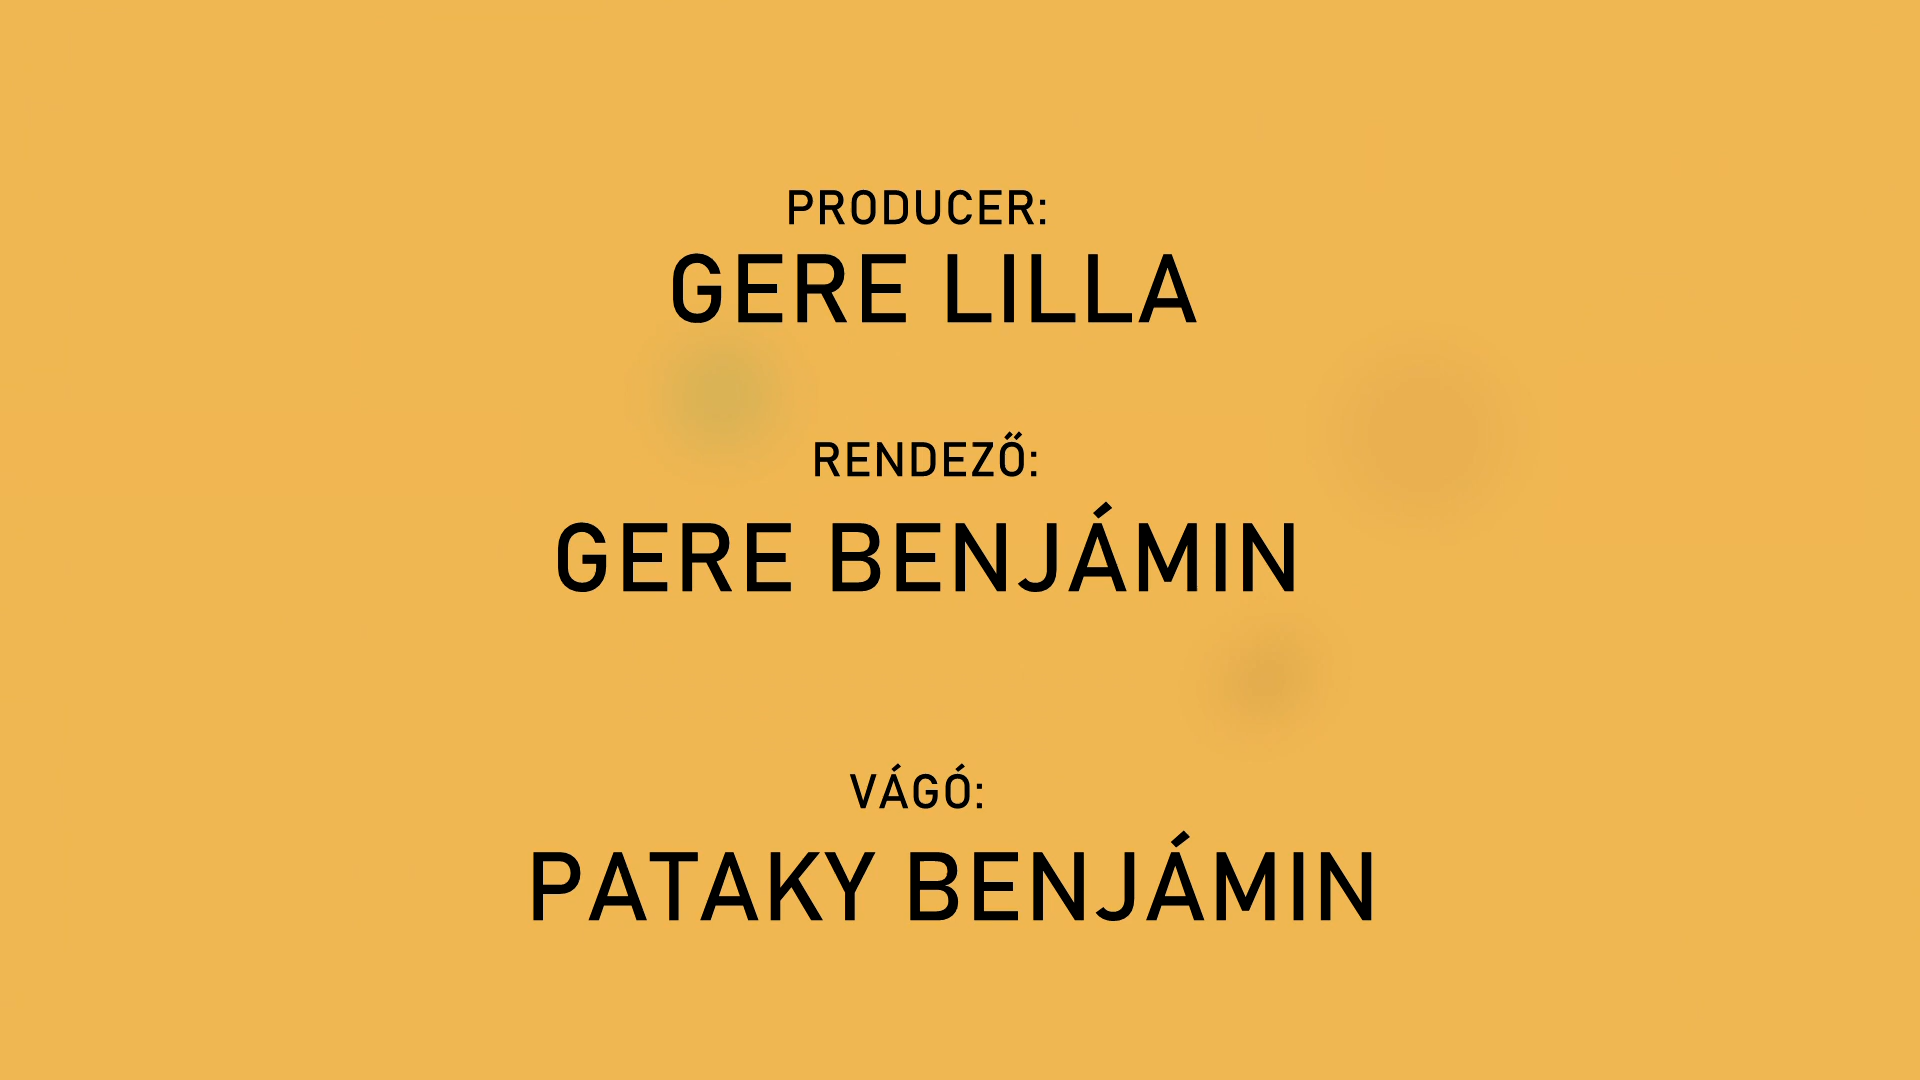 PRODUCER:
GERE LILLA
RENDEZŐ:
GERE BENJÁMIN
VÁGÓ:
PATAKY BENJÁMIN